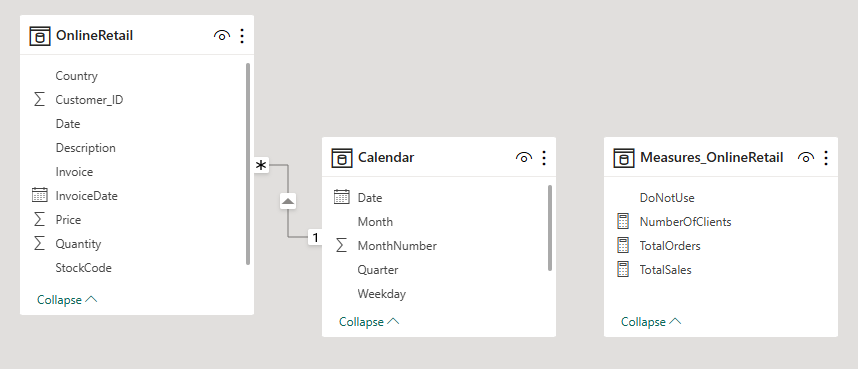 OnlineRetail
Country
Customer_ID
Date
Description
Invoice
InvoiceDate
Price
Quantity
StockCode
Collapse
*
1
Calendar
Date
Month
MonthNumber
Quarter
Weekday
Collapse
Measures_OnlineRetail
DoNotUse
NumberOfClients
TotalOrders
TotalSales
Collapse